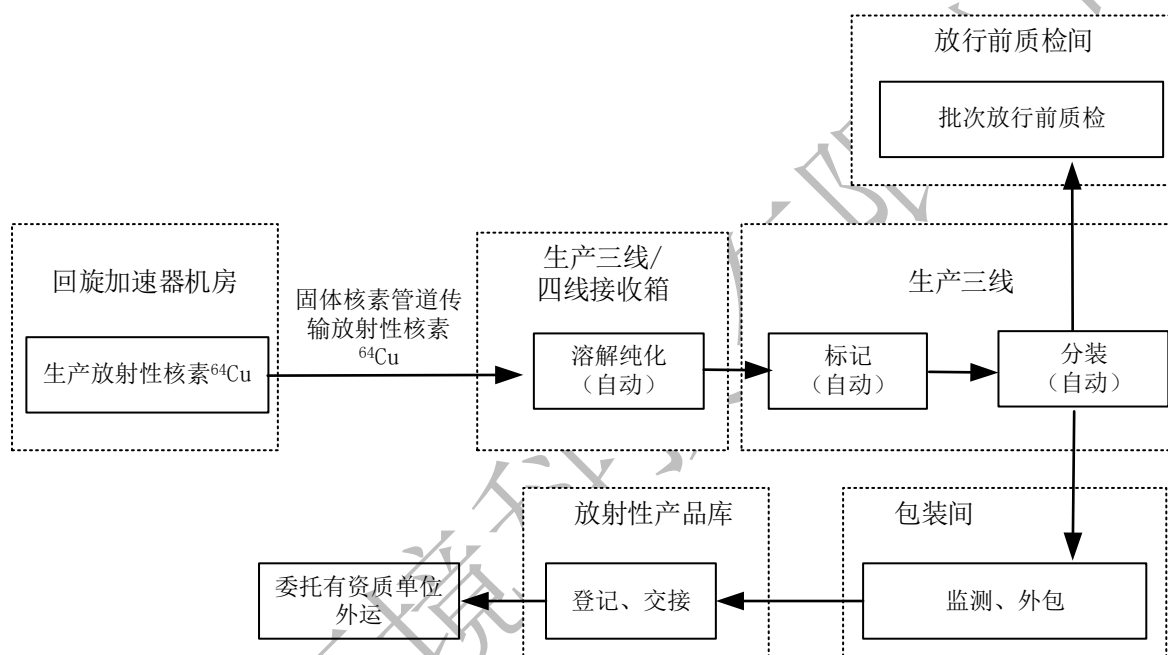 放行前质检间
批次放行前质检
回旋加速器机房
生产放射性核素⁶⁴Cu
固体核素管道传
输放射性核素
⁶⁴Cu
生产三线/
四线接收箱
溶解纯化
（自动）
生产三线
标记
（自动）
分装
（自动）
包装间
监测、外包
放射性产品库
登记、交接
委托有资质单位
外运